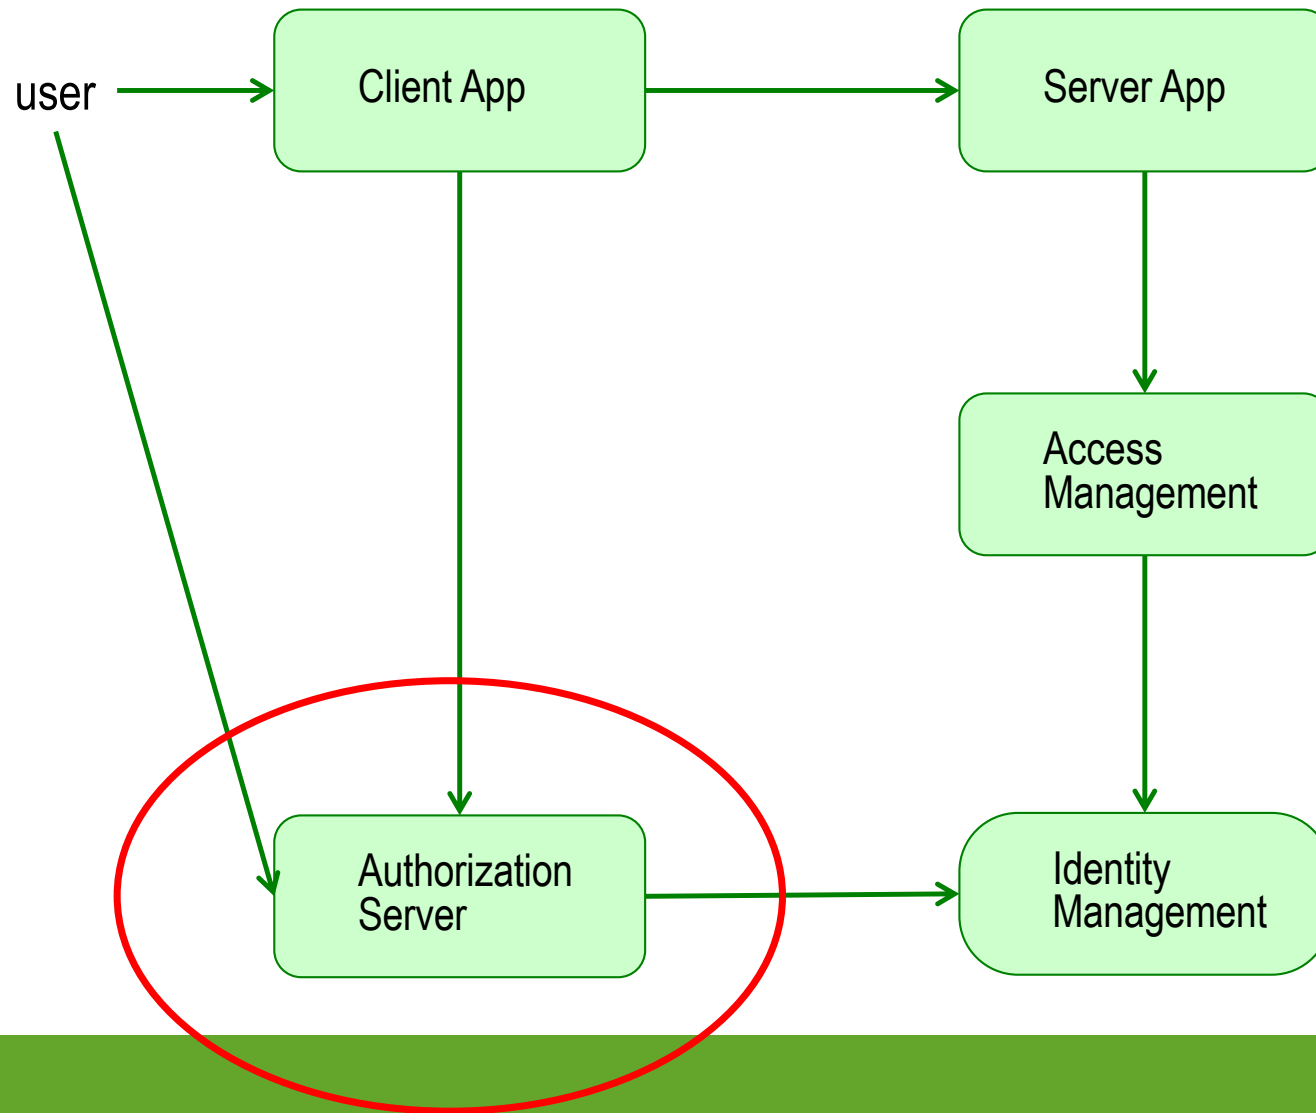 user
Client App
Server App
Access
Management
Authorization
Server
Identity
Management